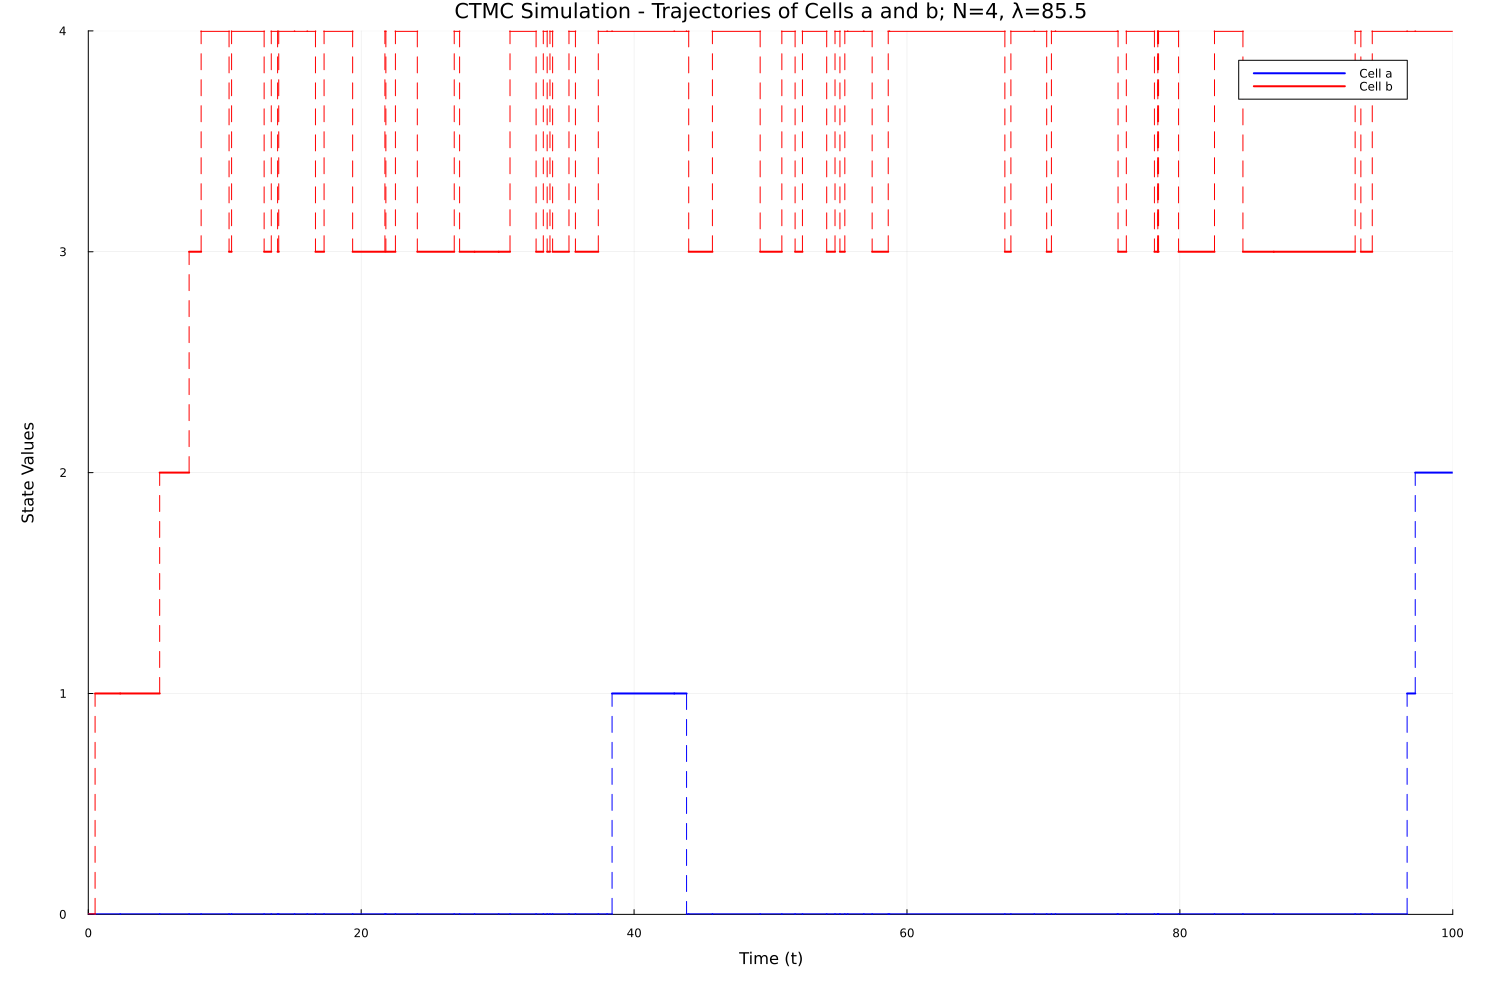 CTMC Simulation - Trajectories of Cells a and b; N=4, λ=85.5
4
Cell a
Cell b
3
State Values
2
1
0
0 20 40 60 80 100
Time (t)